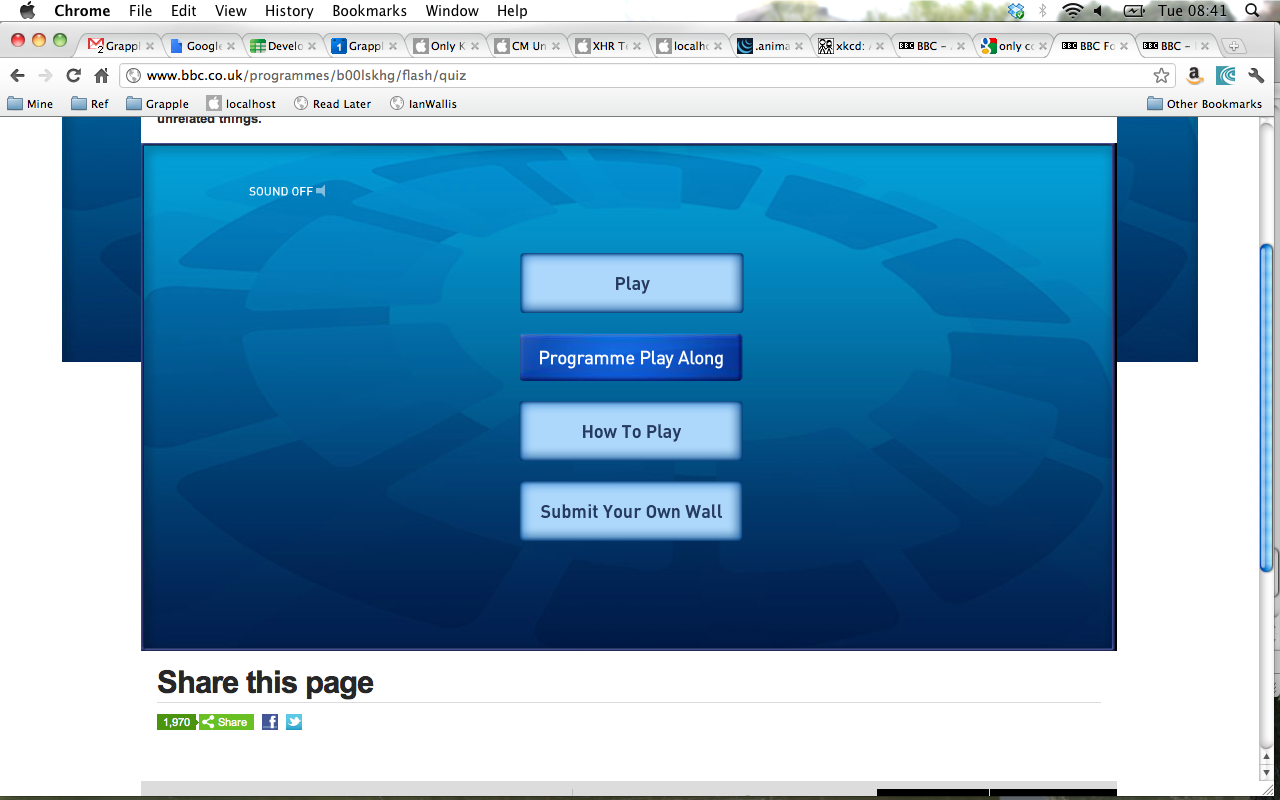 Chrome File Edit View History Bookmarks Window Help Tue 08:41
Grappl Google Develo Grappl Only K CM Un XHR Te localho .anima xkcd: BBC – only co BBC Fo BBC –
www.bbc.co.uk/programmes/b00lskhg/flash/quiz
Mine Ref Grapple localhost Read Later IanWallis Other Bookmarks
unrelated things.
SOUND OFF
Play
Programme Play Along
How To Play
Submit Your Own Wall
Share this page
1,970 Share